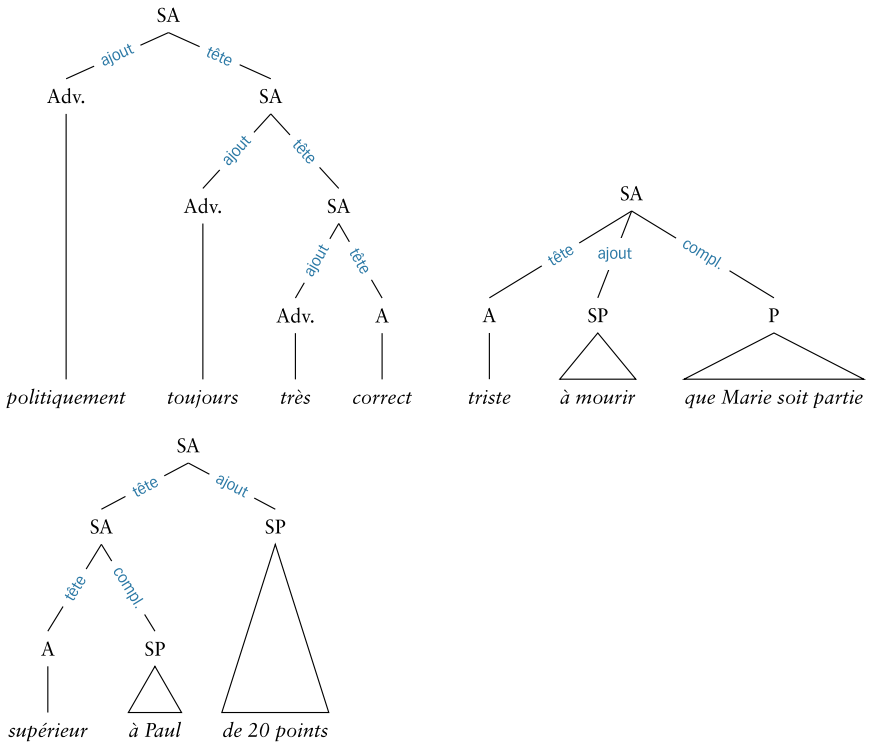 SA
ajout tête
Adv. SA
ajout tête
Adv. SA
ajout tête
Adv. A
politiquement toujours très correct
SA
tête ajout compl.
A SP P
triste à mourir que Marie soit partie
SA
tête ajout
SA SP
tête compl.
A SP
supérieur à Paul de 20 points